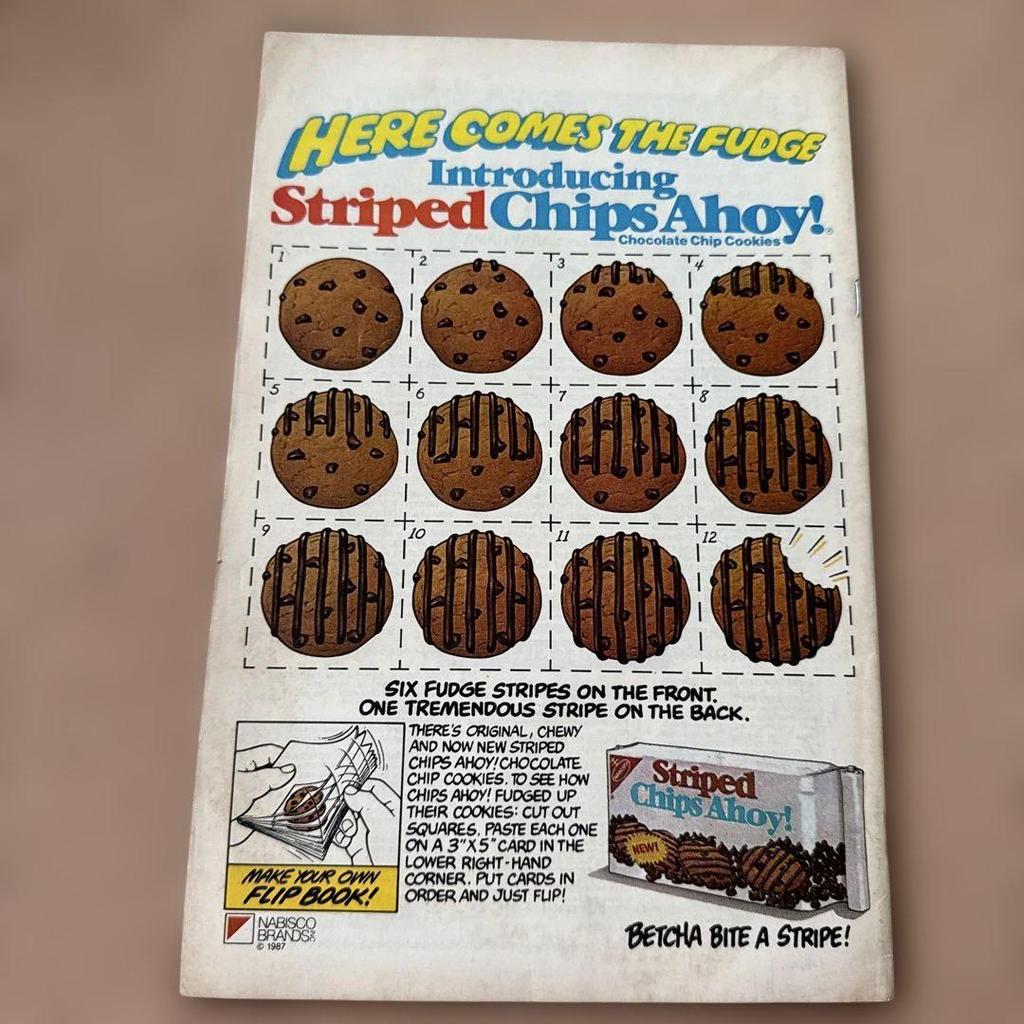 HERE COMES THE FUDGE
Introducing
Striped Chips Ahoy!®
Chocolate Chip Cookies
1 2 3 4
5 6 7 8
9 10 11 12
SIX FUDGE STRIPES ON THE FRONT.
ONE TREMENDOUS STRIPE ON THE BACK.
THERE'S ORIGINAL, CHEWY
AND NOW NEW STRIPED
CHIPS AHOY! CHOCOLATE
CHIP COOKIES. TO SEE HOW
CHIPS AHOY! FUDGED UP
THEIR COOKIES: CUT OUT
SQUARES. PASTE EACH ONE
ON A 3"X5" CARD IN THE
LOWER RIGHT-HAND
CORNER. PUT CARDS IN
ORDER AND JUST FLIP!
MAKE YOUR OWN
FLIP BOOK!
Striped
Chips Ahoy!
NEW!
BETCHA BITE A STRIPE!
NABISCO
BRANDS INC
© 1987